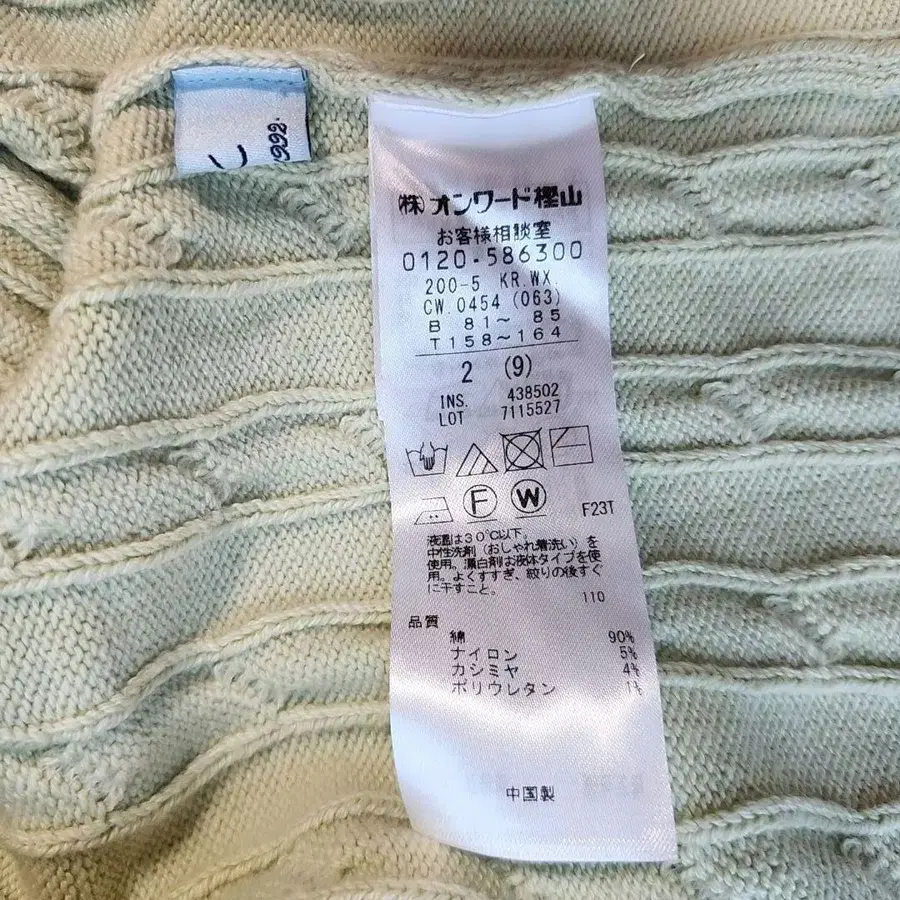 1992.
(株)オンワード樫山
お客様相談室
0120-586300
200-5 KR.WX.
CW.0454 (063)
B 81～ 85
T158～164
2 (9)
INS. 438502
LOT 7115527
F W F23T
液温は30℃以下。
中性洗剤(おしゃれ着洗い)を
使用。漂白剤は液体タイプを使
用。よくすすぎ、絞りの後すぐ
に干すこと。
110
品質
綿 90%
ナイロン 5%
カシミヤ 4%
ポリウレタン 1%
中国製